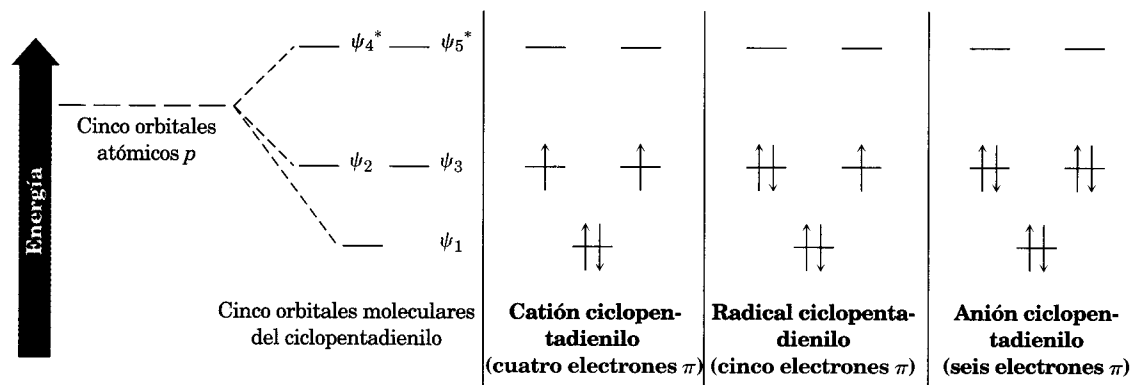 Energía
Cinco orbitales
atómicos p
ψ4* ψ5*
ψ2 ψ3
ψ1
Cinco orbitales moleculares
del ciclopentadienilo
Catión ciclopen-
tadienilo
(cuatro electrones π)
Radical ciclopenta-
dienilo
(cinco electrones π)
Anión ciclopen-
tadienilo
(seis electrones π)